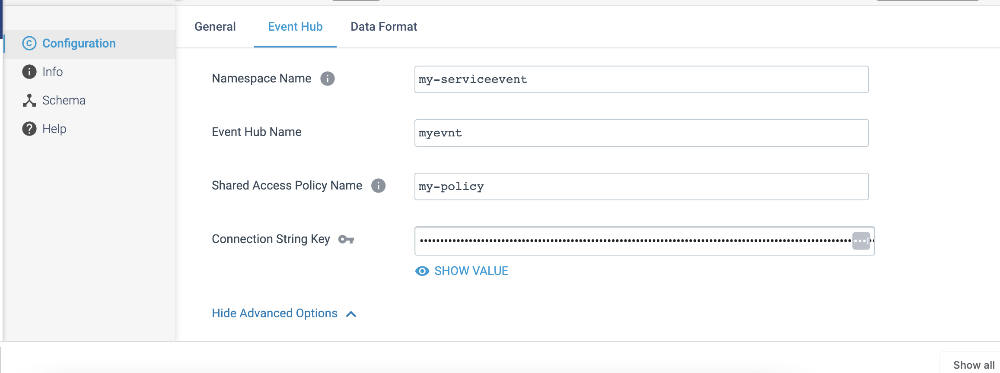 General
Event Hub
Data Format
Configuration
Info
Schema
Help
Namespace Name
my-serviceevent
Event Hub Name
myevnt
Shared Access Policy Name
my-policy
Connection String Key
SHOW VALUE
Hide Advanced Options
Show all